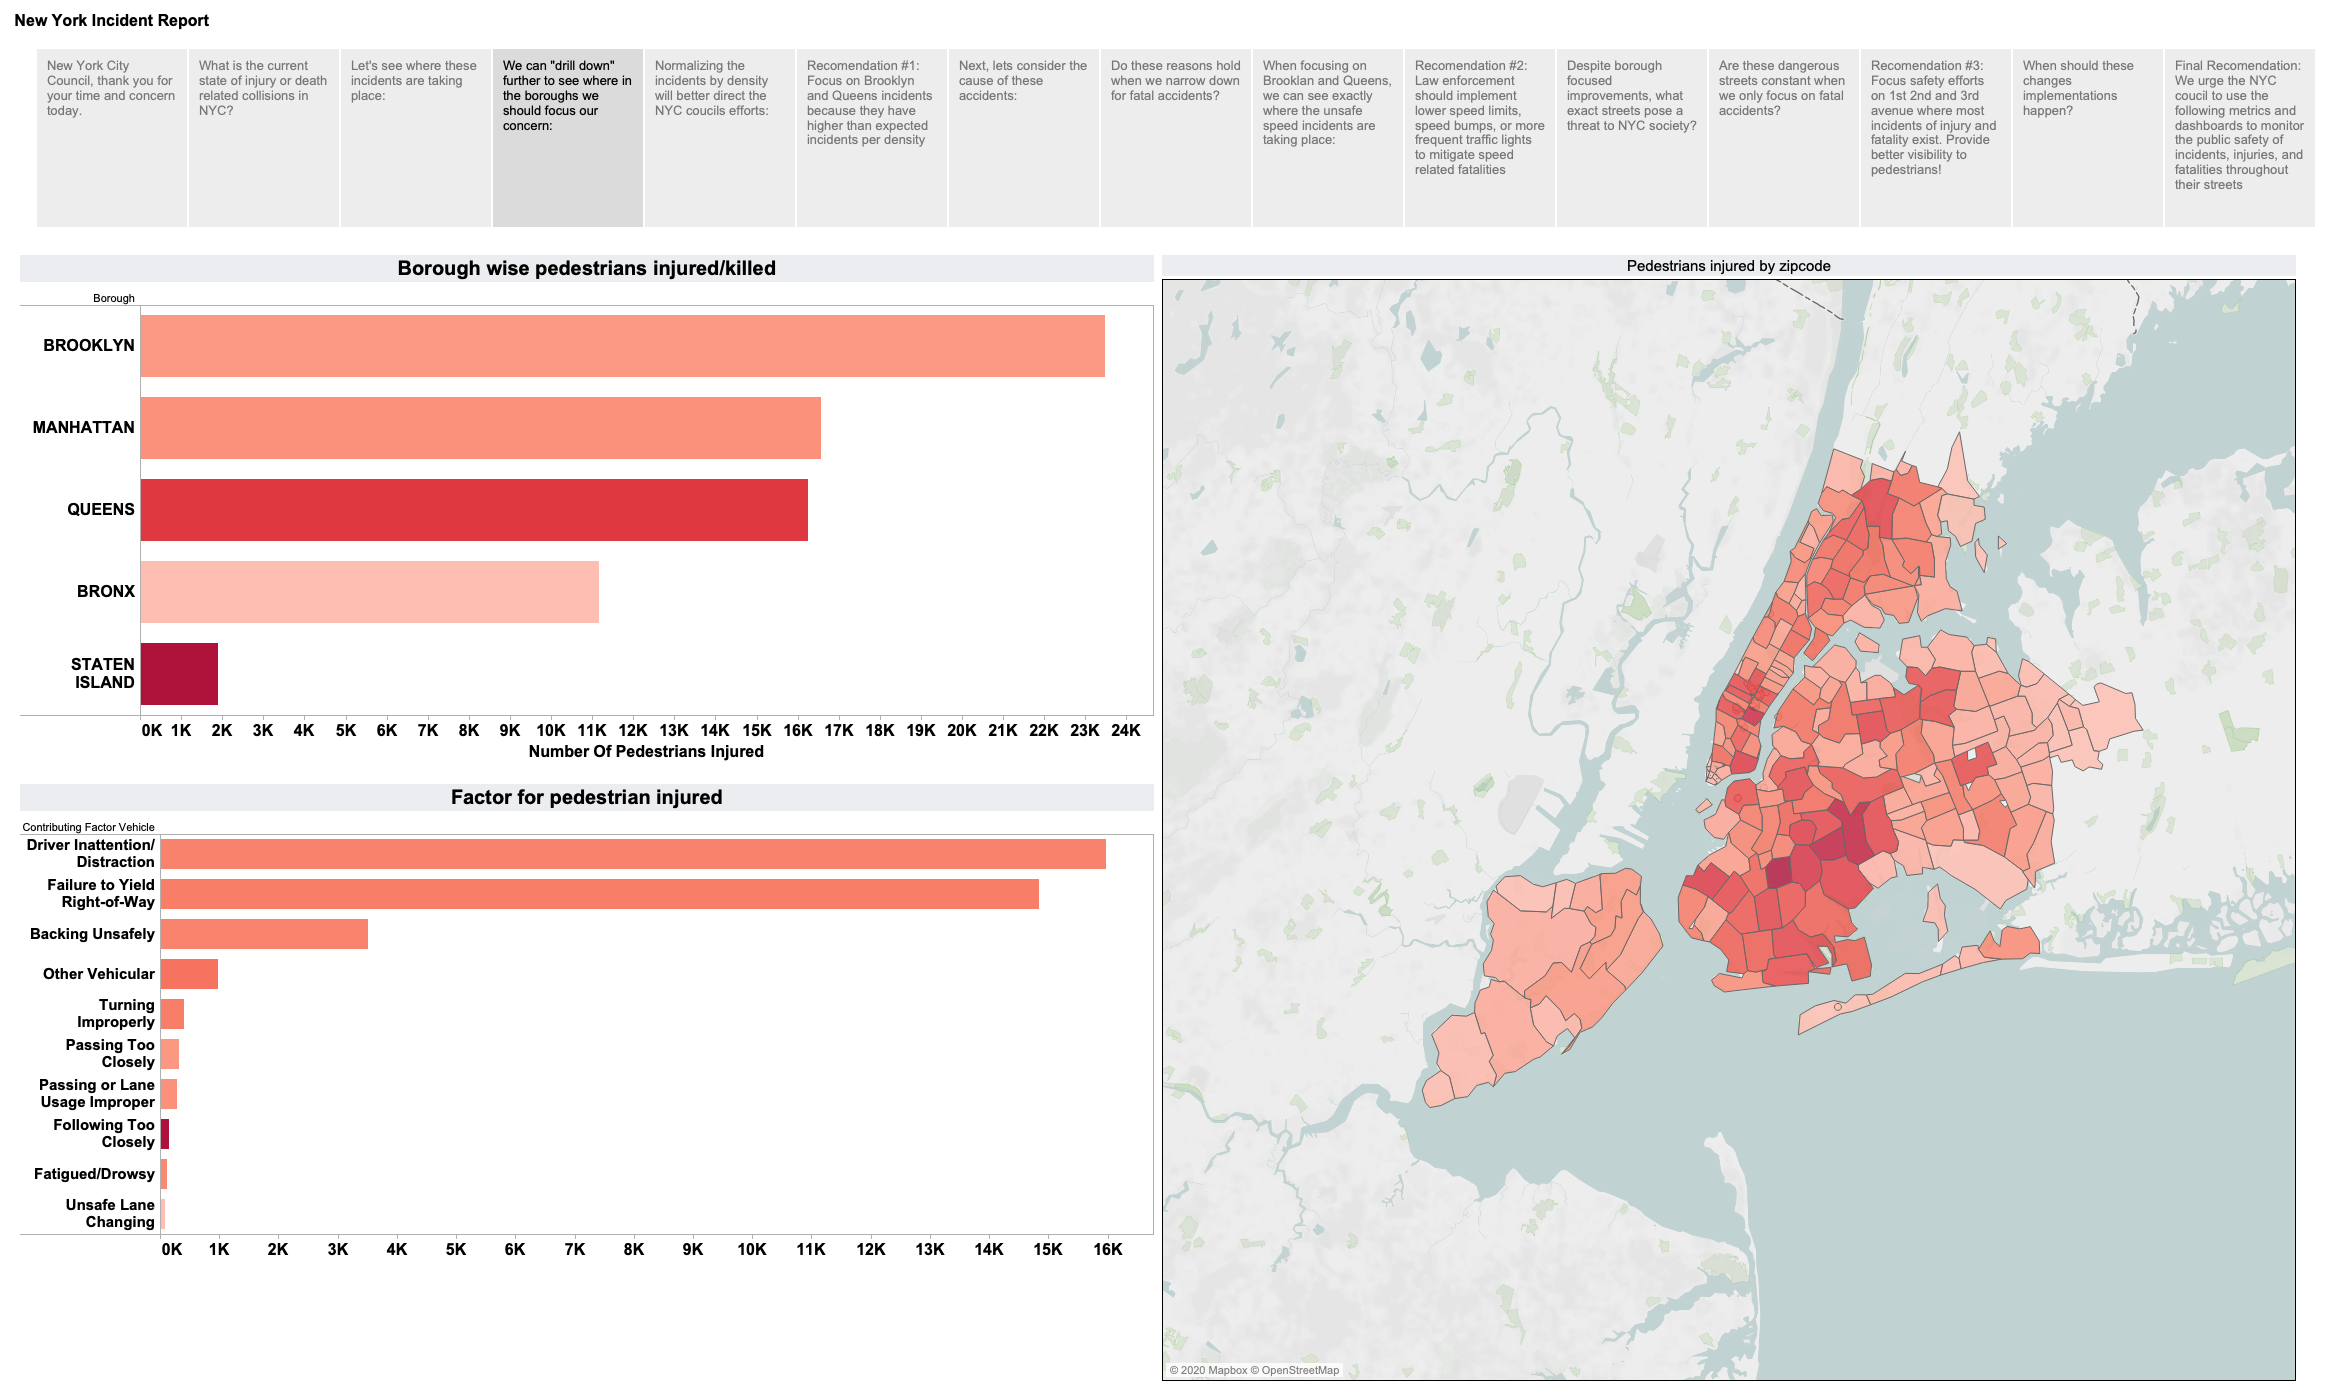 New York Incident Report
New York City
Council, thank you for
your time and concern
today.
What is the current
state of injury or death
related collisions in
NYC?
Let's see where these
incidents are taking
place:
We can "drill down"
further to see where in
the boroughs we
should focus our
concern:
Normalizing the
incidents by density
will better direct the
NYC coucils efforts:
Recomendation #1:
Focus on Brooklyn
and Queens incidents
because they have
higher than expected
incidents per density
Next, lets consider the
cause of these
accidents:
Do these reasons hold
when we narrow down
for fatal accidents?
When focusing on
Brooklan and Queens,
we can see exactly
where the unsafe
speed incidents are
taking place:
Recomendation #2:
Law enforcement
should implement
lower speed limits,
speed bumps, or more
frequent traffic lights
to mitigate speed
related fatalities
Despite borough
focused
improvements, what
exact streets pose a
threat to NYC society?
Are these dangerous
streets constant when
we only focus on fatal
accidents?
Recomendation #3:
Focus safety efforts
on 1st 2nd and 3rd
avenue where most
incidents of injury and
fatality exist. Provide
better visibility to
pedestrians!
When should these
changes
implementations
happen?
Final Recomendation:
We urge the NYC
coucil to use the
following metrics and
dashboards to monitor
the public safety of
incidents, injuries, and
fatalities throughout
their streets
Borough wise pedestrians injured/killed
Borough
BROOKLYN
MANHATTAN
QUEENS
BRONX
STATEN
ISLAND
0K 1K 2K 3K 4K 5K 6K 7K 8K 9K 10K 11K 12K 13K 14K 15K 16K 17K 18K 19K 20K 21K 22K 23K 24K
Number Of Pedestrians Injured
Factor for pedestrian injured
Contributing Factor Vehicle
Driver Inattention/
Distraction
Failure to Yield
Right-of-Way
Backing Unsafely
Other Vehicular
Turning
Improperly
Passing Too
Closely
Passing or Lane
Usage Improper
Following Too
Closely
Fatigued/Drowsy
Unsafe Lane
Changing
0K 1K 2K 3K 4K 5K 6K 7K 8K 9K 10K 11K 12K 13K 14K 15K 16K
Pedestrians injured by zipcode
© 2020 Mapbox © OpenStreetMap